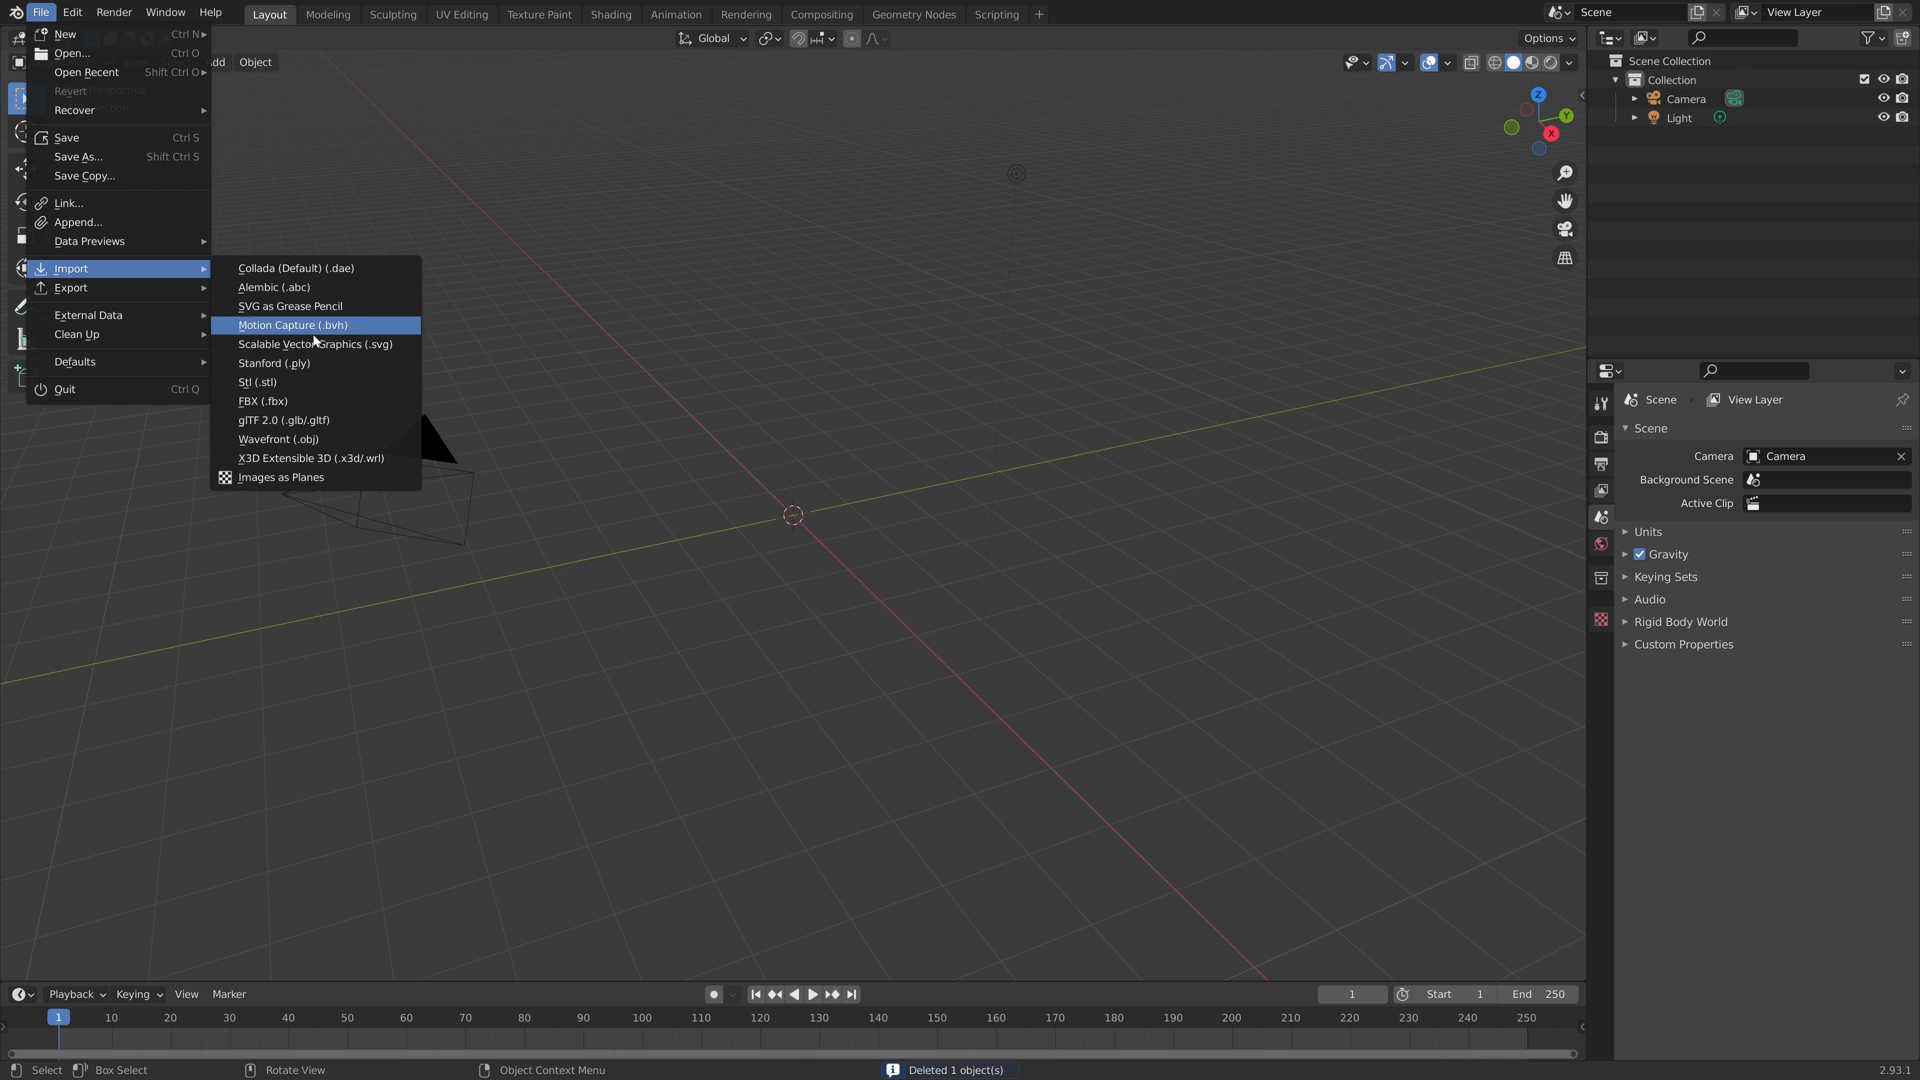 File Edit Render Window Help Layout Modeling Sculpting UV Editing Texture Paint Shading Animation Rendering Compositing Geometry Nodes Scripting Scene View Layer
Global Options
Add Object
New Ctrl N
Open... Ctrl O
Open Recent Shift Ctrl O
Revert
Recover
Save Ctrl S
Save As... Shift Ctrl S
Save Copy...
Link...
Append...
Data Previews
Import
Export
External Data
Clean Up
Defaults
Quit Ctrl Q
Collada (Default) (.dae)
Alembic (.abc)
SVG as Grease Pencil
Motion Capture (.bvh)
Scalable Vector Graphics (.svg)
Stanford (.ply)
Stl (.stl)
FBX (.fbx)
glTF 2.0 (.glb/.gltf)
Wavefront (.obj)
X3D Extensible 3D (.x3d/.wrl)
Images as Planes
Z
Y
X
Scene Collection
Collection
Camera
Light
Scene View Layer
Scene
Camera Camera
Background Scene
Active Clip
Units
Gravity
Keying Sets
Audio
Rigid Body World
Custom Properties
Playback Keying View Marker 1 Start 1 End 250
1 10 20 30 40 50 60 70 80 90 100 110 120 130 140 150 160 170 180 190 200 210 220 230 240 250
Select Box Select Rotate View Object Context Menu Deleted 1 object(s) 2.93.1